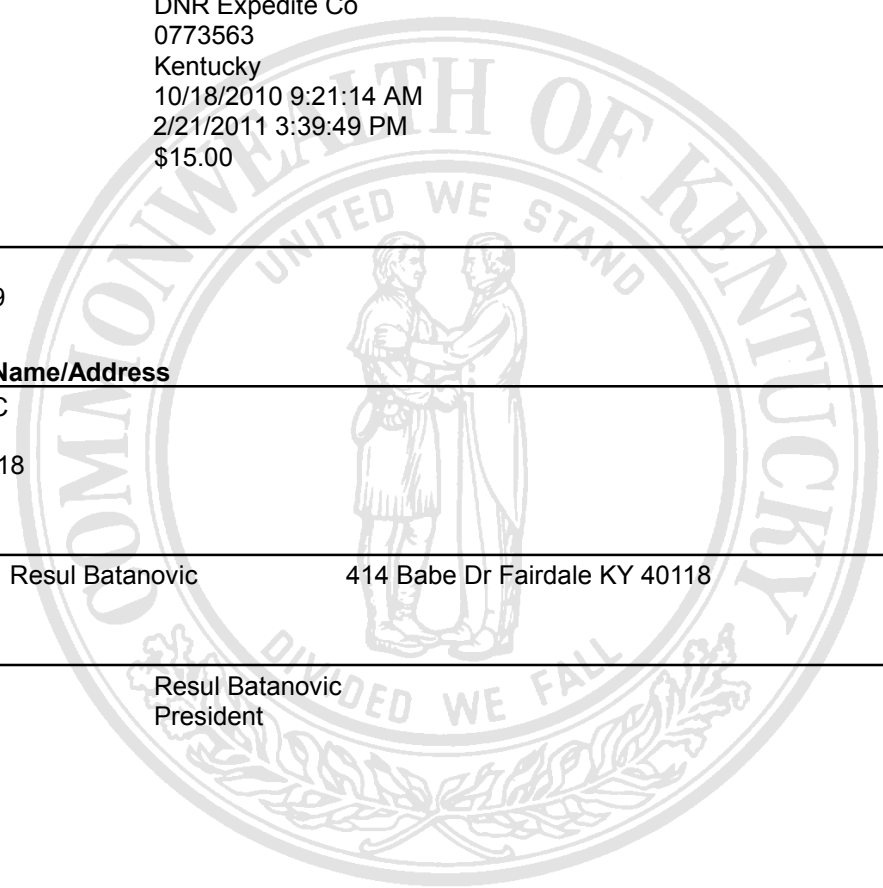 DNR Expedite Co
0773563
Kentucky
10/18/2010 9:21:14 AM
2/21/2011 3:39:49 PM
$15.00
COMMONWEALTH OF KENTUCKY
UNITED WE STAND
9
Name/Address
C
18
Resul Batanovic 414 Babe Dr Fairdale KY 40118
DIVIDED WE FALL
Resul Batanovic
President